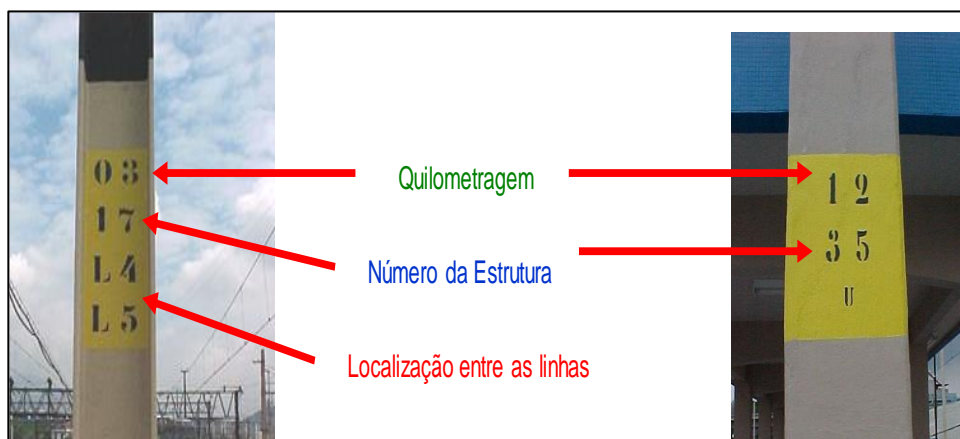 03
17
L4
L5
Quilometragem
Número da Estrutura
Localização entre as linhas
12
35
U